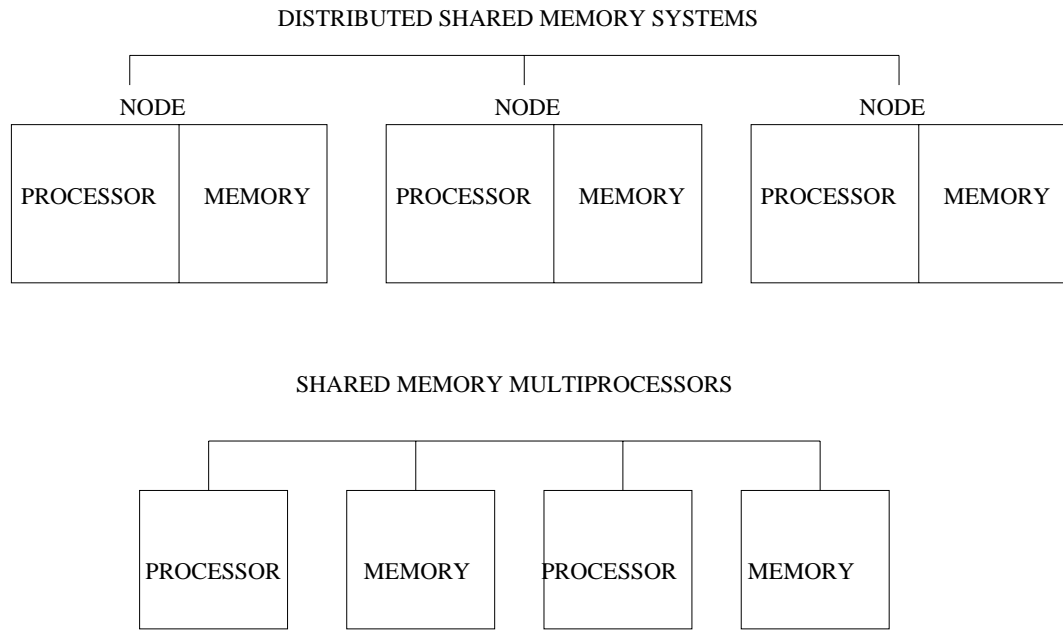 DISTRIBUTED SHARED MEMORY SYSTEMS
NODE NODE NODE
PROCESSOR MEMORY PROCESSOR MEMORY PROCESSOR MEMORY
SHARED MEMORY MULTIPROCESSORS
PROCESSOR MEMORY PROCESSOR MEMORY